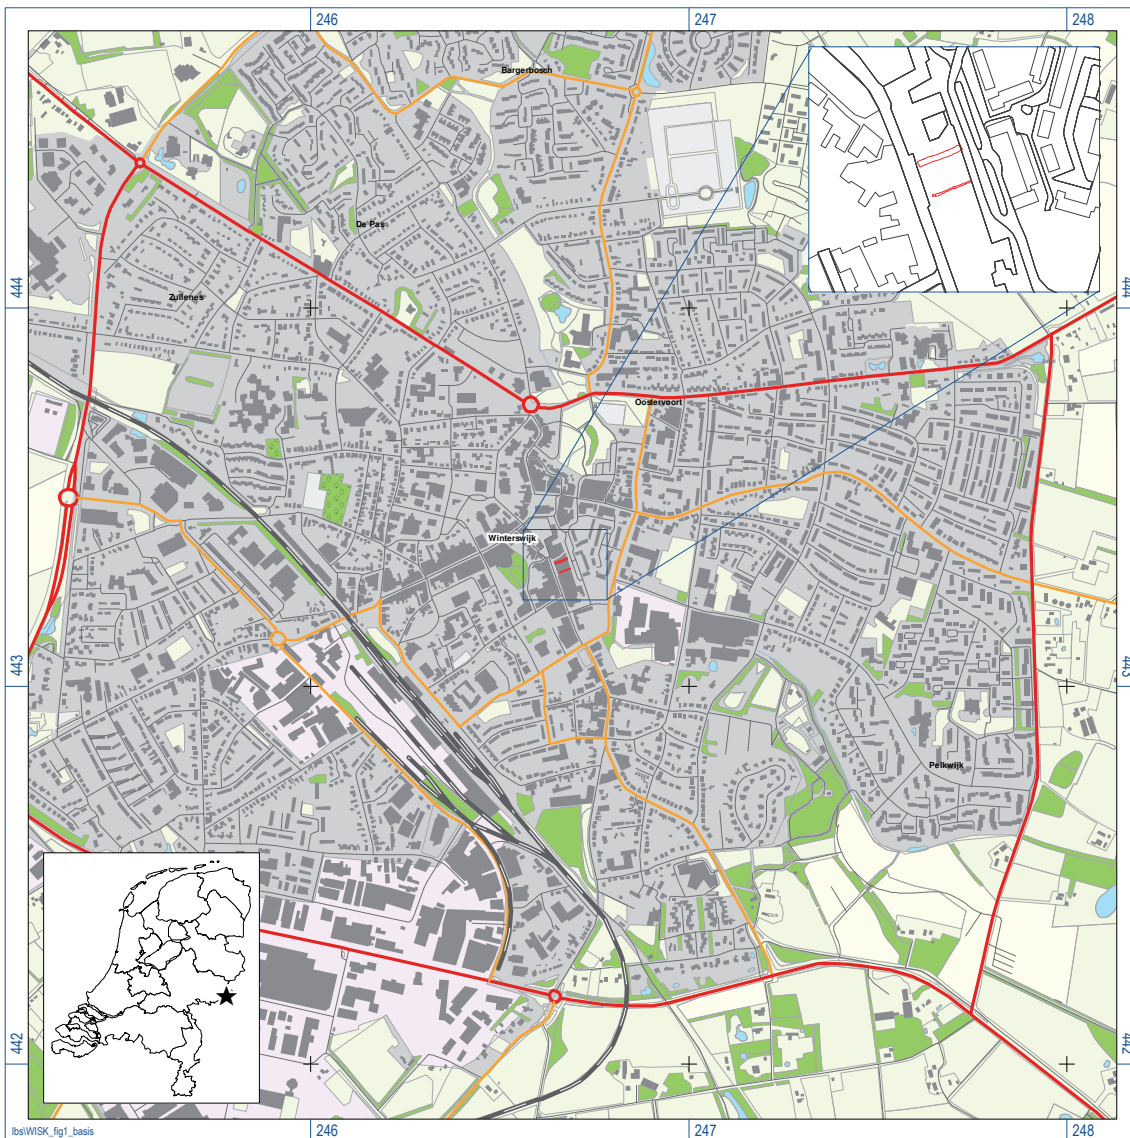 246 247 248
Bargerbosch
De Pas
Zuilenes
444 444
Oostervoort
Winterswijk
443 443
Pelkwijk
442 442
lbs\WISK_fig1_basis
246 247 248